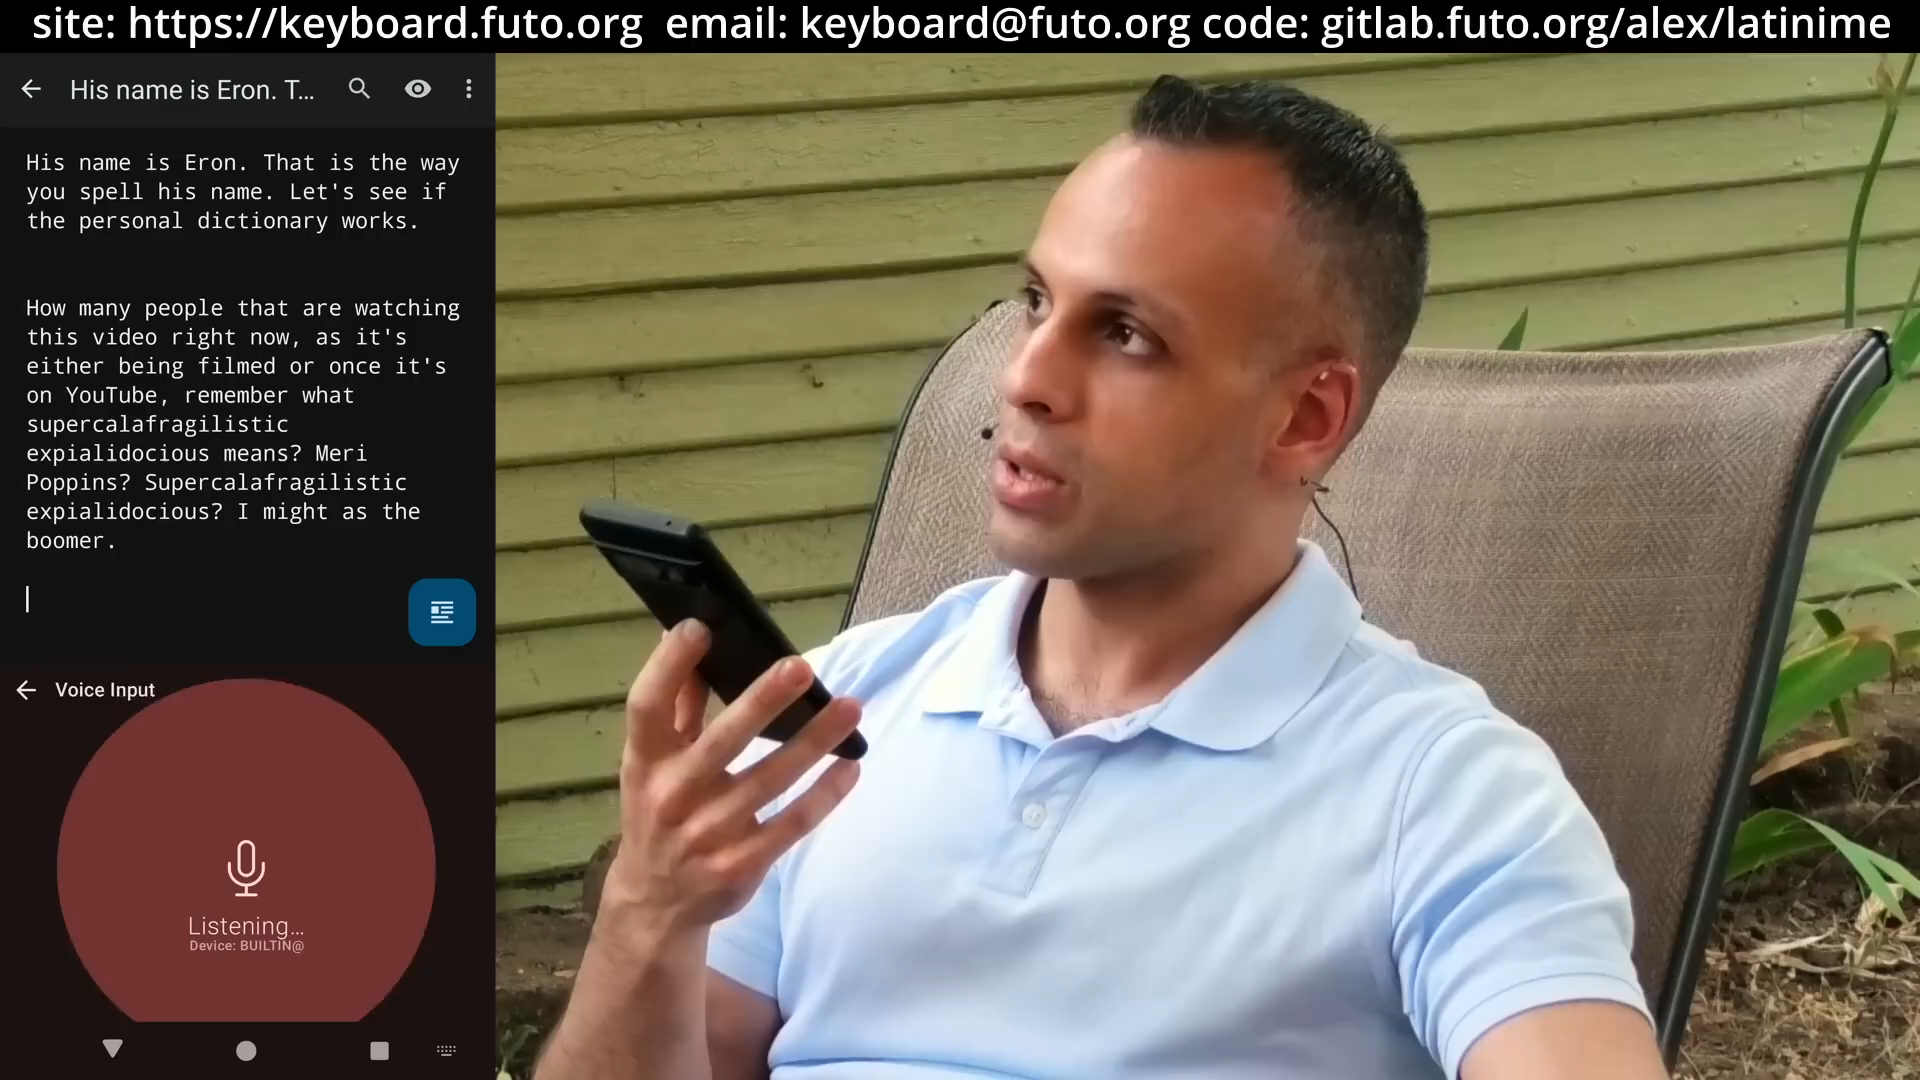 site: https://keyboard.futo.org  email: keyboard@futo.org code: gitlab.futo.org/alex/latinime
His name is Eron. T...
His name is Eron. That is the way
you spell his name. Let's see if
the personal dictionary works.
How many people that are watching
this video right now, as it's
either being filmed or once it's
on YouTube, remember what
supercalafragilistic
expialidocious means? Meri
Poppins? Supercalafragilistic
expialidocious? I might as the
boomer.
Voice Input
Listening...
Device: BUILTIN@